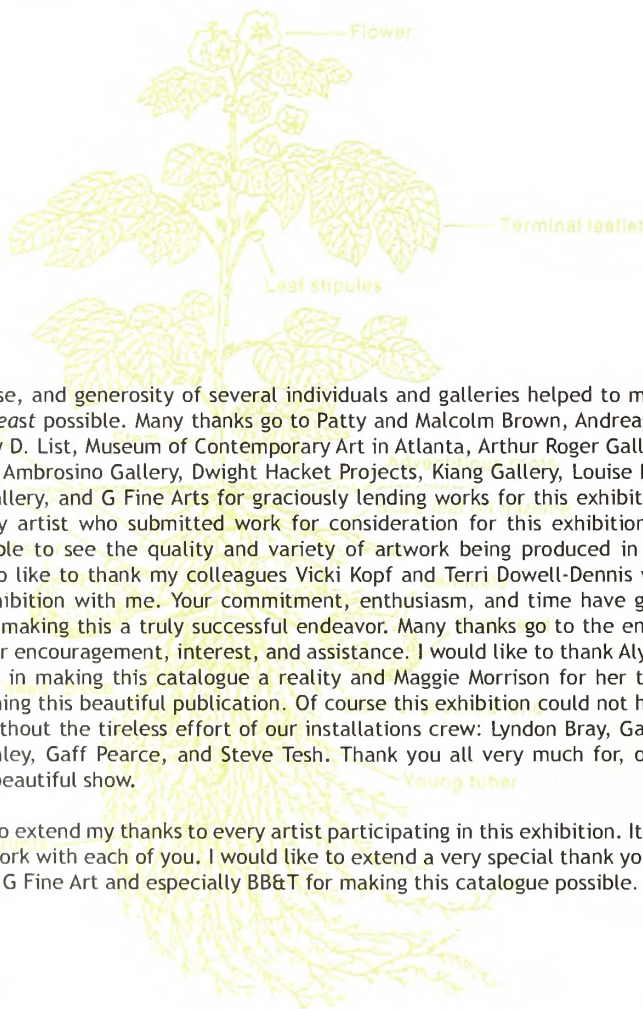 Flower
Terminal leaflet
Leaf stipules
se, and generosity of several individuals and galleries helped to m
east possible. Many thanks go to Patty and Malcolm Brown, Andrea
y D. List, Museum of Contemporary Art in Atlanta, Arthur Roger Gall
Ambrosino Gallery, Dwight Hacket Projects, Kiang Gallery, Louise
allery, and G Fine Arts for graciously lending works for this exhibit
y artist who submitted work for consideration for this exhibition
ple to see the quality and variety of artwork being produced in
o like to thank my colleagues Vicki Kopf and Terri Dowell-Dennis
hibition with me. Your commitment, enthusiasm, and time have g
making this a truly successful endeavor. Many thanks go to the en
r encouragement, interest, and assistance. I would like to thank Aly
in making this catalogue a reality and Maggie Morrison for her t
ning this beautiful publication. Of course this exhibition could not h
ithout the tireless effort of our installations crew: Lyndon Bray, Ga
nley, Gaff Pearce, and Steve Tesh. Thank you all very much for, o
beautiful show.
Young tuber
o extend my thanks to every artist participating in this exhibition. It
ork with each of you. I would like to extend a very special thank yo
G Fine Art and especially BB&T for making this catalogue possible.